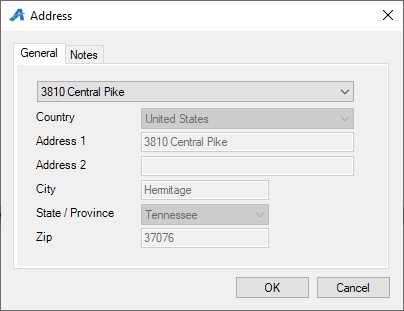 Address
General Notes
3810 Central Pike
Country United States
Address 1 3810 Central Pike
Address 2
City Hermitage
State / Province Tennessee
Zip 37076
OK Cancel